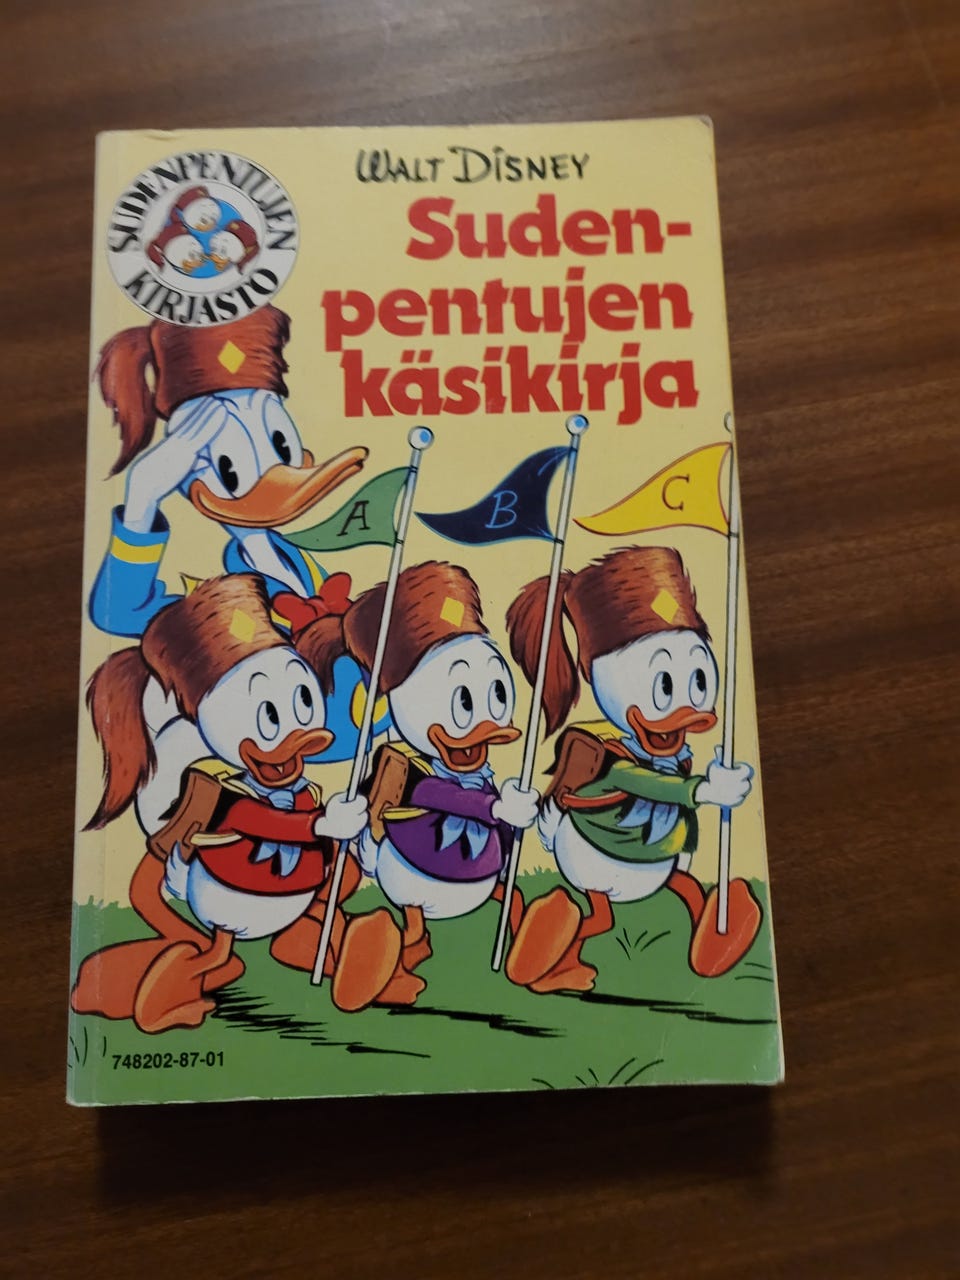 SUDENPENTUJEN
KIRJASTO
WALT DISNEY
Suden-
pentujen
käsikirja
A
B
C
748202-87-01